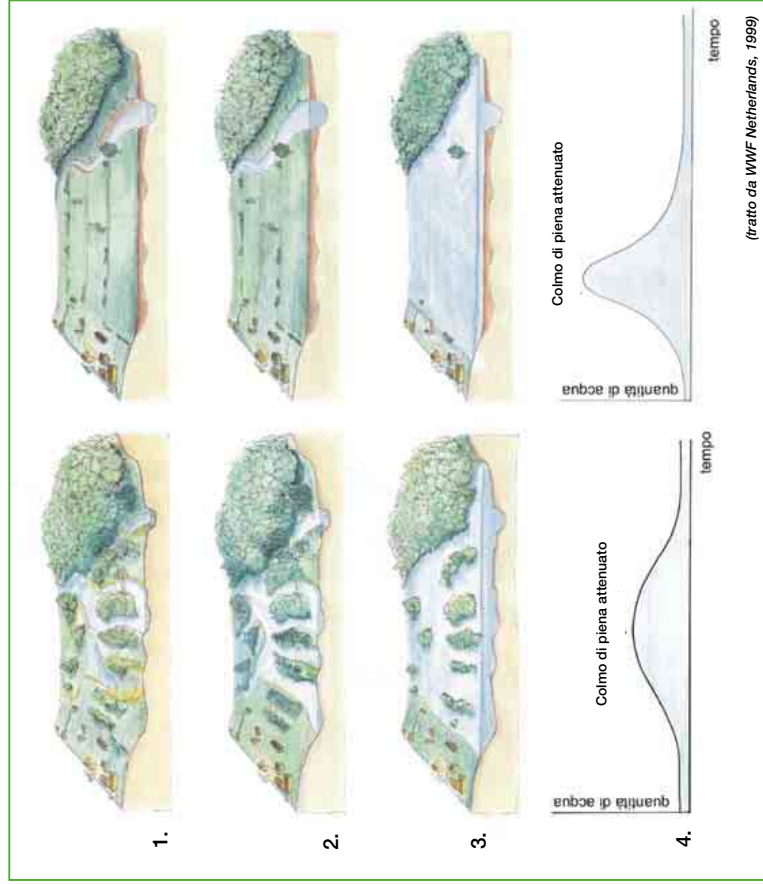 1.
2.
3.
4.
quantità di acqua
Colmo di piena attenuato
tempo
quantità di acqua
Colmo di piena attenuato
tempo
(tratto da WWF Netherlands, 1999)